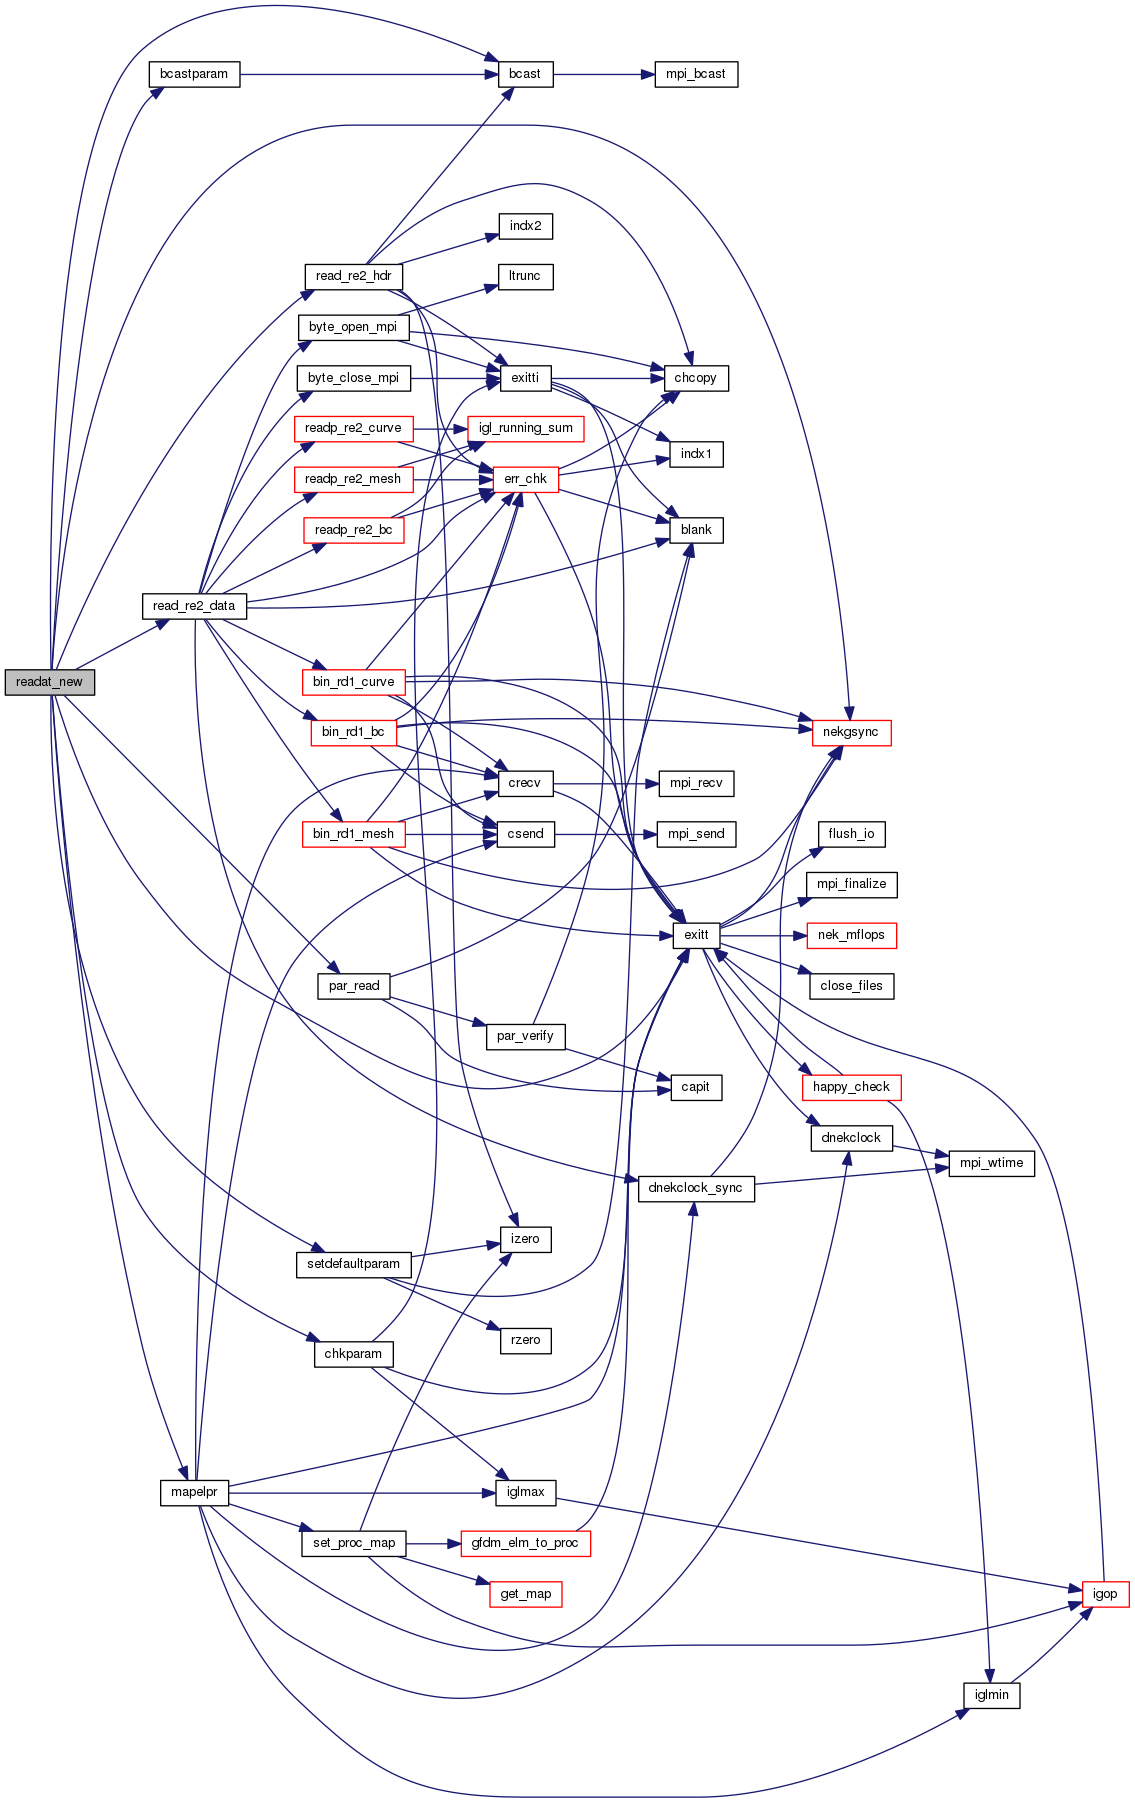 bcastparam
bcast
mpi_bcast
indx2
read_re2_hdr
ltrunc
byte_open_mpi
byte_close_mpi
exitti
chcopy
readp_re2_curve
igl_running_sum
indx1
readp_re2_mesh
err_chk
readp_re2_bc
blank
read_re2_data
readat_new
bin_rd1_curve
bin_rd1_bc
nekgsync
crecv
mpi_recv
bin_rd1_mesh
csend
mpi_send
flush_io
mpi_finalize
exitt
nek_mflops
par_read
close_files
par_verify
capit
happy_check
dnekclock
mpi_wtime
dnekclock_sync
izero
setdefaultparam
rzero
chkparam
mapelpr
iglmax
set_proc_map
gfdm_elm_to_proc
get_map
igop
iglmin